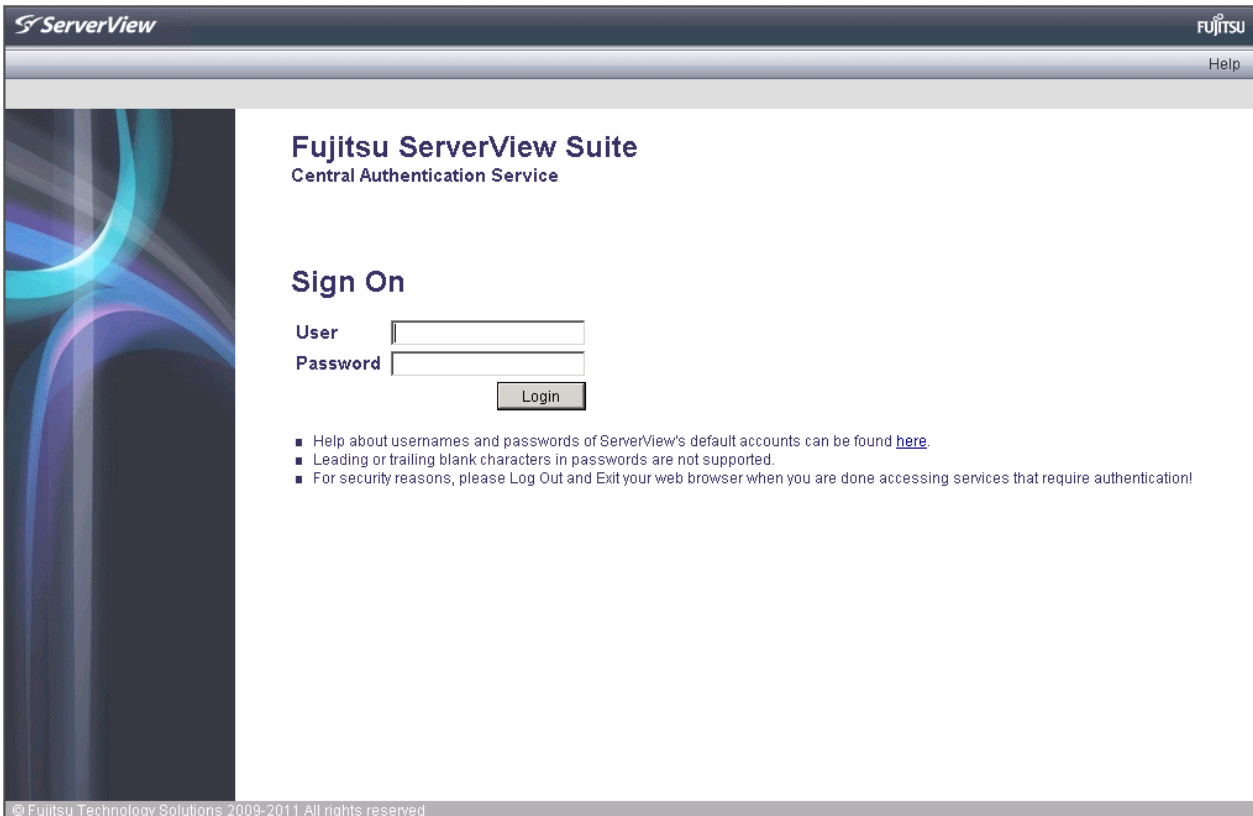 ServerView
FUJITSU
Help
Fujitsu ServerView Suite
Central Authentication Service
Sign On
User
Password
Login
Help about usernames and passwords of ServerView's default accounts can be found here.
Leading or trailing blank characters in passwords are not supported.
For security reasons, please Log Out and Exit your web browser when you are done accessing services that require authentication!
© Fujitsu Technology Solutions 2009-2011 All rights reserved